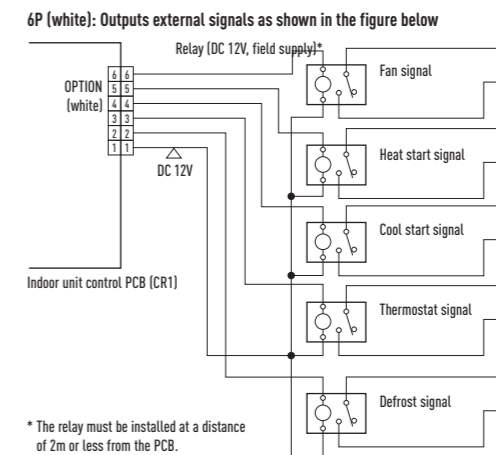 6P (white): Outputs external signals as shown in the figure below
Relay (DC 12V, field supply)*
Fan signal
6 6
OPTION 5 5
(white) 4 4
3 3
2 2
1 1
DC 12V
Heat start signal
Cool start signal
Indoor unit control PCB (CR1)
Thermostat signal
Defrost signal
* The relay must be installed at a distance
of 2m or less from the PCB.